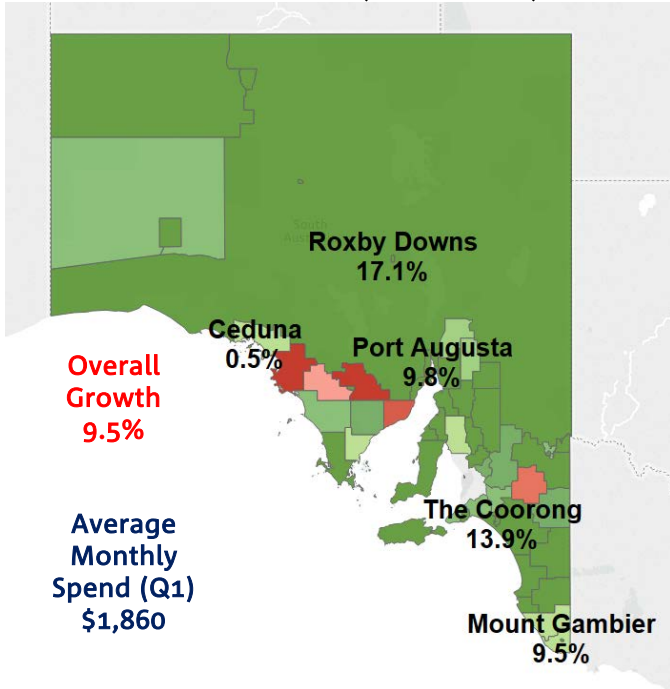 South
Roxby Downs
17.1%
Ceduna
0.5%
Port Augusta
9.8%
Overall
Growth
9.5%
The Coorong
13.9%
Average
Monthly
Spend (Q1)
$1,860
Mount Gambier
9.5%